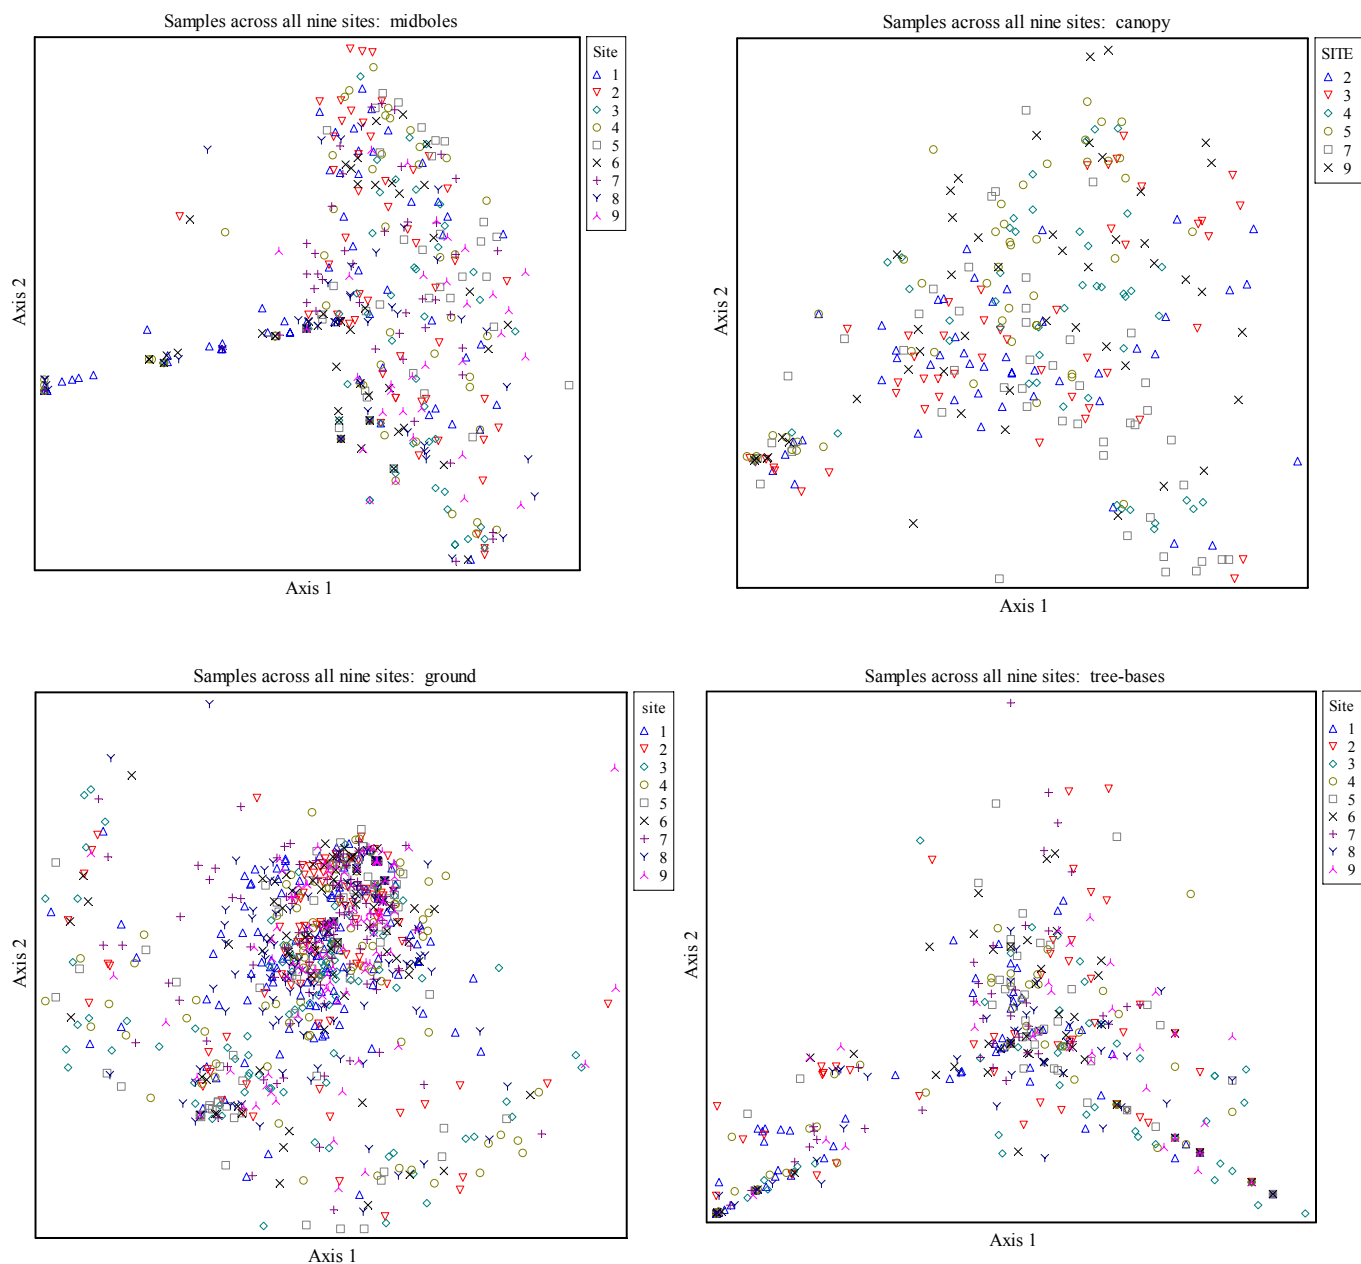 Samples across all nine sites: midboles
Site
1
2
3
4
5
6
7
8
9
Axis 2
Axis 1
Samples across all nine sites: canopy
SITE
2
3
4
5
7
9
Axis 2
Axis 1
Samples across all nine sites: ground
site
1
2
3
4
5
6
7
8
9
Axis 2
Axis 1
Samples across all nine sites: tree-bases
Site
1
2
3
4
5
6
7
8
9
Axis 2
Axis 1